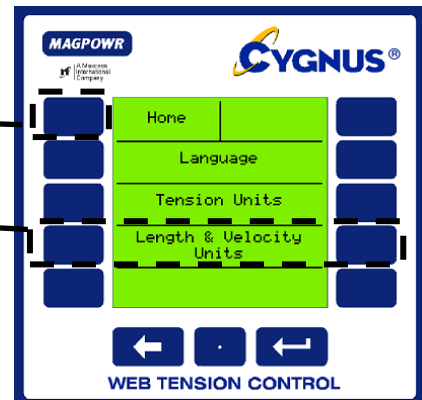 MAGPOWR
CYGNUS®
A Maxcess
International
Company
Home
Language
Tension Units
Length & Velocity
Units
WEB TENSION CONTROL